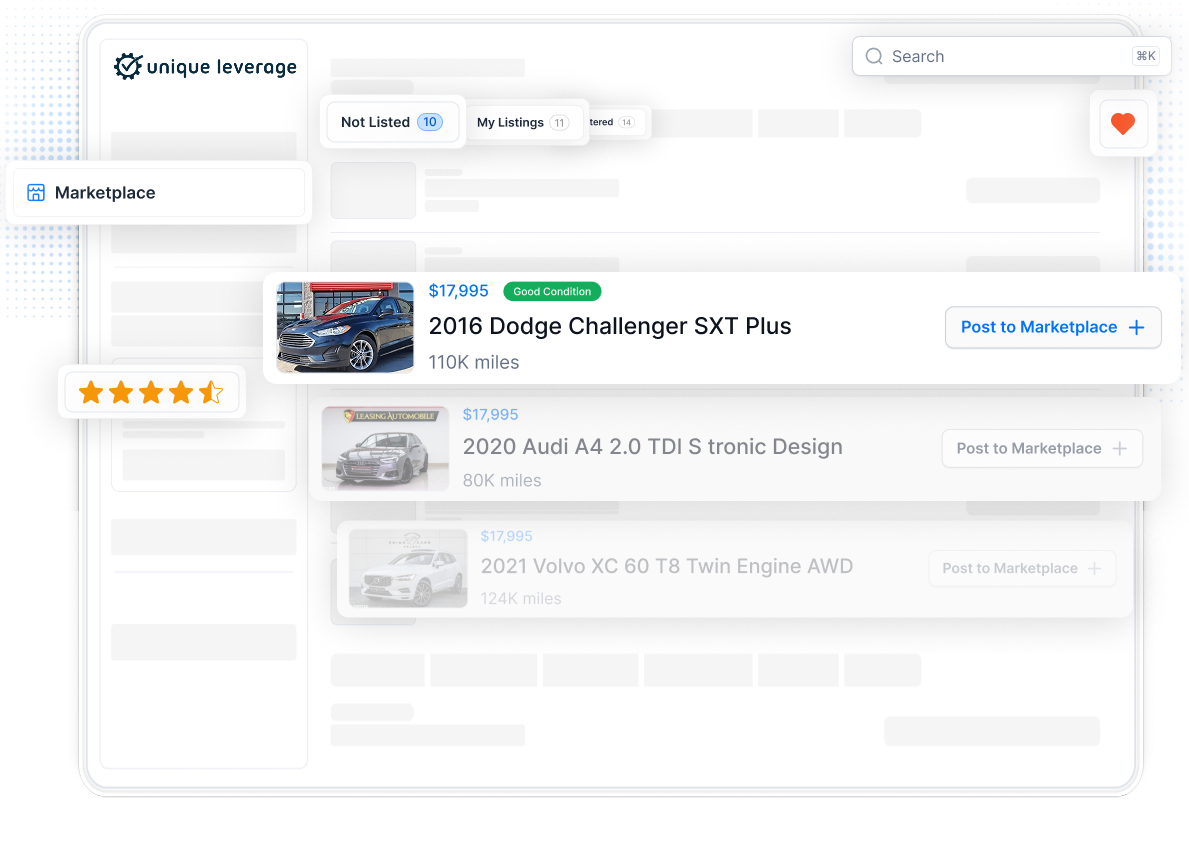 unique leverage
Search
⌘K
Not Listed 10
My Listings 11
tered 14
Marketplace
$17,995 Good Condition
2016 Dodge Challenger SXT Plus
110K miles
Post to Marketplace
LEASING AUTOMOBILE
$17,995
2020 Audi A4 2.0 TDI S tronic Design
80K miles
Post to Marketplace
$17,995
2021 Volvo XC 60 T8 Twin Engine AWD
124K miles
Post to Marketplace